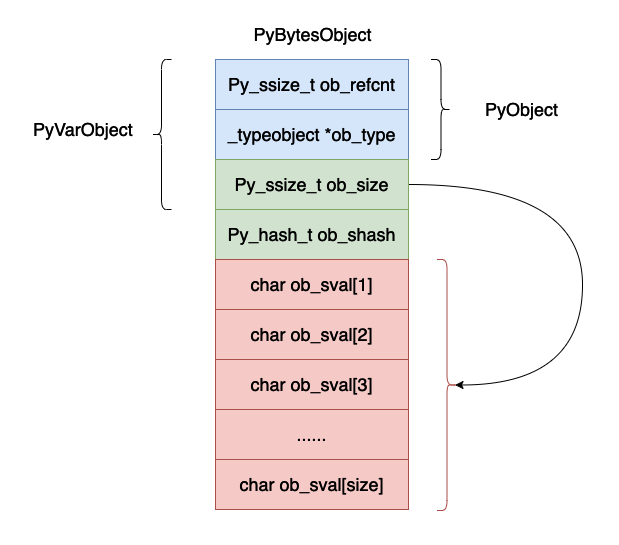 PyBytesObject
Py_ssize_t ob_refcnt
PyObject
_typeobject *ob_type
PyVarObject
Py_ssize_t ob_size
Py_hash_t ob_shash
char ob_sval[1]
char ob_sval[2]
char ob_sval[3]
......
char ob_sval[size]